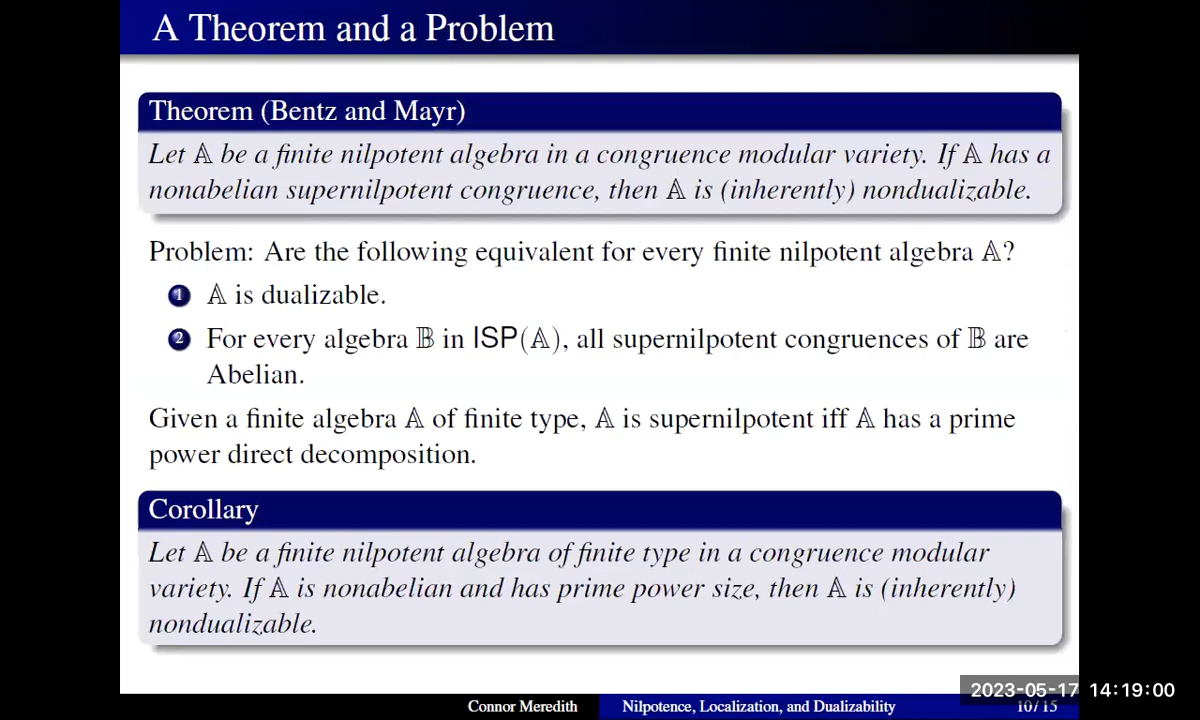 A Theorem and a Problem
Theorem (Bentz and Mayr)
Let 𝔸 be a finite nilpotent algebra in a congruence modular variety. If 𝔸 has a
nonabelian supernilpotent congruence, then 𝔸 is (inherently) nondualizable.
Problem: Are the following equivalent for every finite nilpotent algebra 𝔸?
1 𝔸 is dualizable.
2 For every algebra 𝔹 in ISP(𝔸), all supernilpotent congruences of 𝔹 are
Abelian.
Given a finite algebra 𝔸 of finite type, 𝔸 is supernilpotent iff 𝔸 has a prime
power direct decomposition.
Corollary
Let 𝔸 be a finite nilpotent algebra of finite type in a congruence modular
variety. If 𝔸 is nonabelian and has prime power size, then 𝔸 is (inherently)
nondualizable.
2023-05-17 14:19:00
Connor Meredith Nilpotence, Localization, and Dualizability 10/15